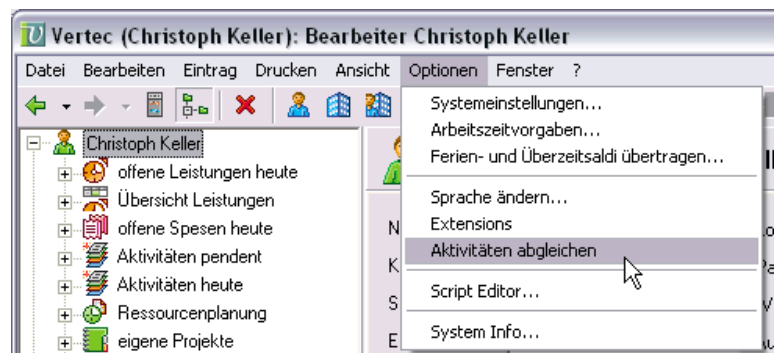 Vertec (Christoph Keller): Bearbeiter Christoph Keller
Datei Bearbeiten Eintrag Drucken Ansicht Optionen Fenster ?
Christoph Keller
offene Leistungen heute
Übersicht Leistungen
offene Spesen heute
Aktivitäten pendent
Aktivitäten heute
Ressourcenplanung
eigene Projekte
Systemeinstellungen...
Arbeitszeitvorgaben...
Ferien- und Überzeitsaldi übertragen...
Sprache ändern...
Extensions
Aktivitäten abgleichen
Script Editor...
System Info...
N
K
S
E